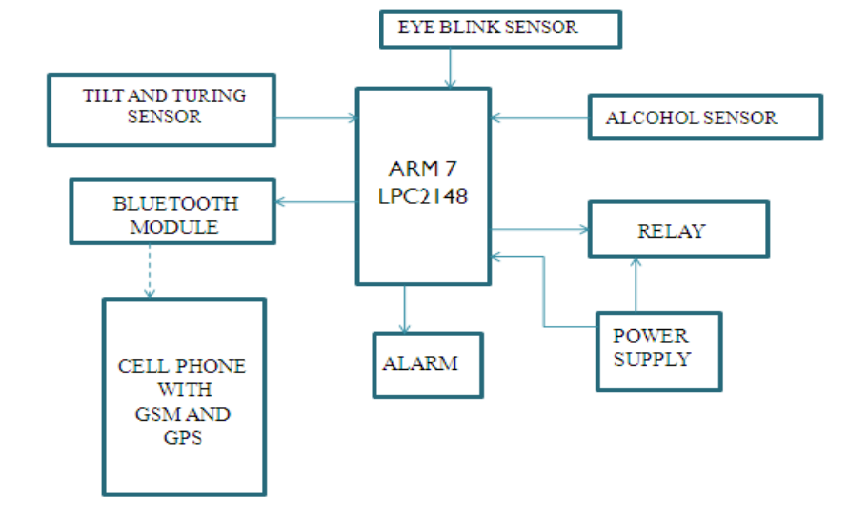 EYE BLINK SENSOR
TILT AND TURING
SENSOR
ALCOHOL SENSOR
ARM 7
LPC2148
BLUETOOTH
MODULE
RELAY
POWER
SUPPLY
ALARM
CELL PHONE
WITH
GSM AND
GPS